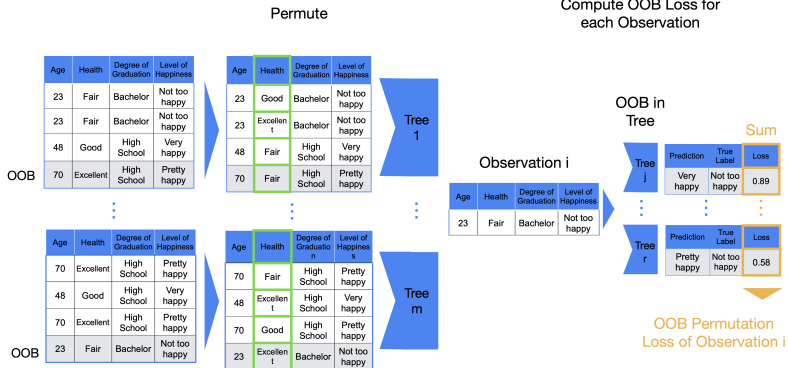 Permute
Compute OOB Loss for
each Observation
Age Health Degree of Graduation Level of Happiness
23 Fair Bachelor Not too happy
23 Fair Bachelor Not too happy
48 Good High School Very happy
70 Excellent High School Pretty happy
OOB
Age Health Degree of Graduation Level of Happiness
23 Good Bachelor Not too happy
23 Excellen t Bachelor Not too happy
48 Fair High School Very happy
70 Fair High School Pretty happy
Tree
1
Age Health Degree of Graduation Level of Happiness
70 Excellent High School Pretty happy
48 Good High School Very happy
70 Excellent High School Pretty happy
23 Fair Bachelor Not too happy
OOB
Age Health Degree of Graduatio n Level of Happines s
70 Fair High School Pretty happy
48 Excellen t High School Very happy
70 Good High School Pretty happy
23 Excellen t Bachelor Not too happy
Tree
m
Observation i
Age Health Degree of Graduation Level of Happiness
23 Fair Bachelor Not too happy
OOB in
Tree
Sum
Tree
j
Prediction True Label Loss
Very happy Not too happy 0.89
Tree
r
Prediction True Label Loss
Pretty happy Not too happy 0.58
OOB Permutation
Loss of Observation i